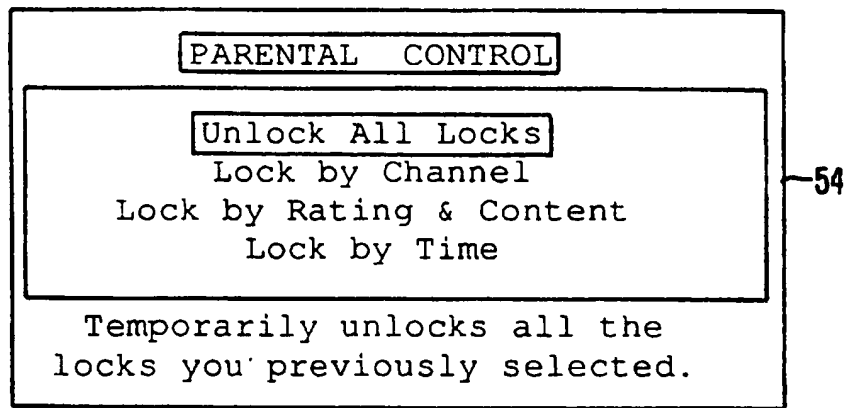 PARENTAL CONTROL
Unlock All Locks
Lock by Channel
Lock by Rating & Content
Lock by Time
54
Temporarily unlocks all the
locks you previously selected.